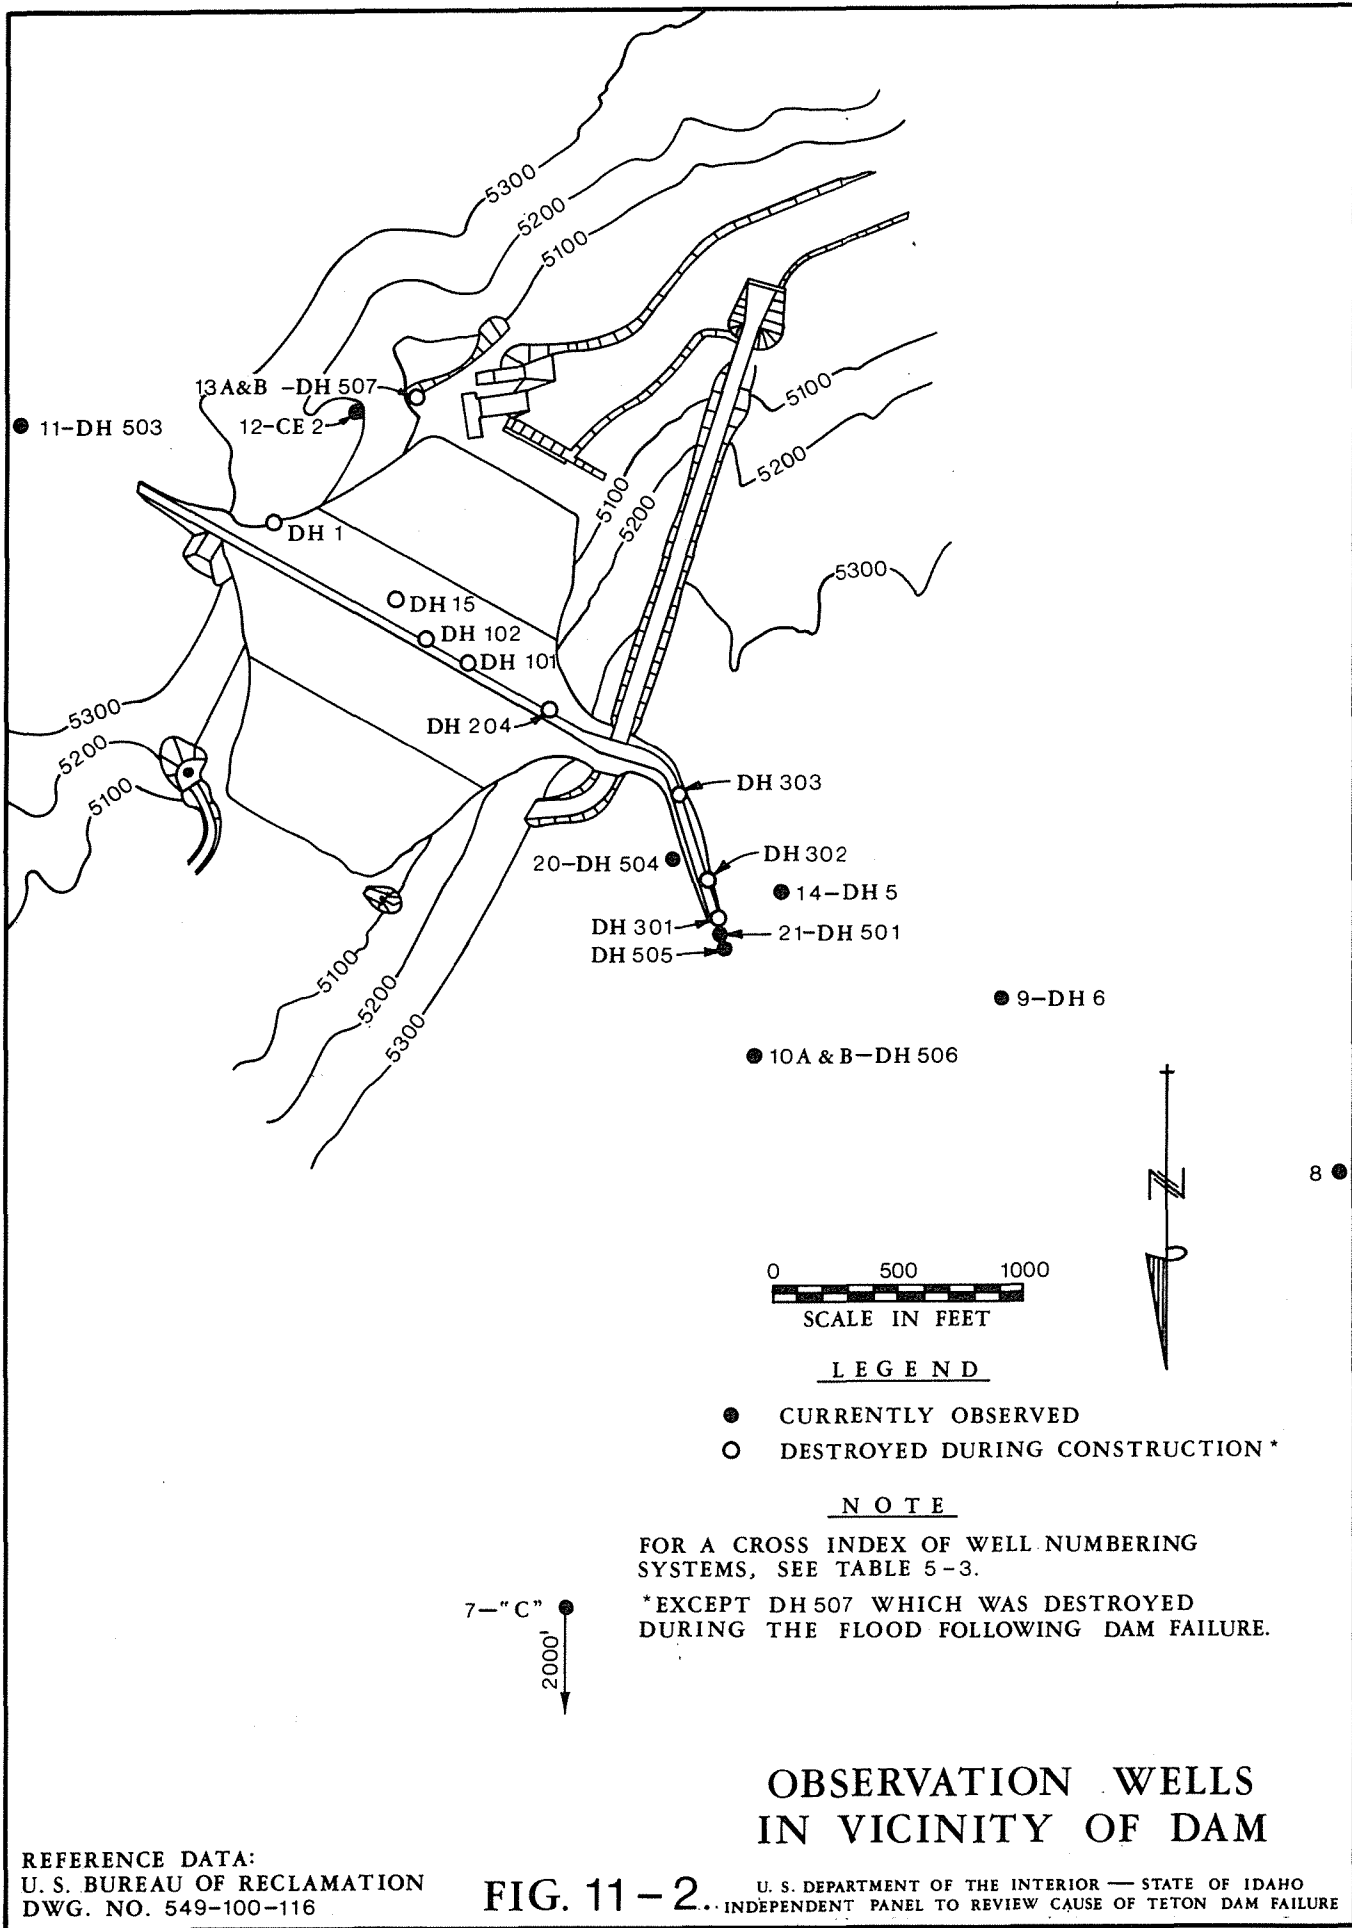 5300
5200
5100
13A&B –DH 507
12–CE 2
11–DH 503
5100
5200
5100
5200
5300
DH 1
DH 15
DH 102
DH 101
DH 204
5300
5200
5100
DH 303
20–DH 504
DH 302
14–DH 5
DH 301
21–DH 501
DH 505
5100
5200
5300
9–DH 6
10A & B–DH 506
N
8
0 500 1000
SCALE IN FEET
LEGEND
CURRENTLY OBSERVED
DESTROYED DURING CONSTRUCTION *
NOTE
FOR A CROSS INDEX OF WELL NUMBERING
SYSTEMS, SEE TABLE 5–3.
*EXCEPT DH 507 WHICH WAS DESTROYED
DURING THE FLOOD FOLLOWING DAM FAILURE.
7–"C"
2000'
OBSERVATION WELLS
IN VICINITY OF DAM
REFERENCE DATA:
U. S. BUREAU OF RECLAMATION
DWG. NO. 549–100–116
FIG. 11–2.
U. S. DEPARTMENT OF THE INTERIOR — STATE OF IDAHO
INDEPENDENT PANEL TO REVIEW CAUSE OF TETON DAM FAILURE